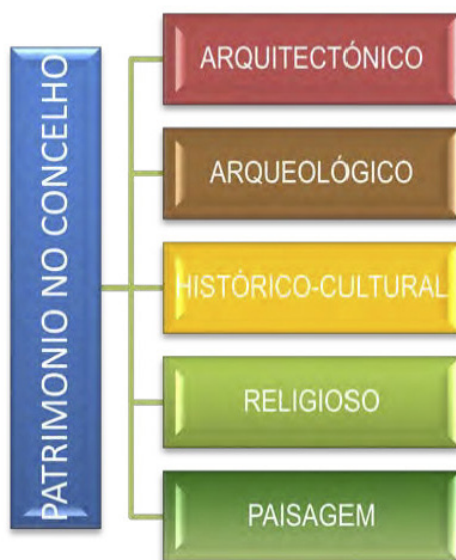 PATRIMONIO NO CONCELHO
ARQUITECTÓNICO
ARQUEOLÓGICO
HISTÓRICO-CULTURAL
RELIGIOSO
PAISAGEM